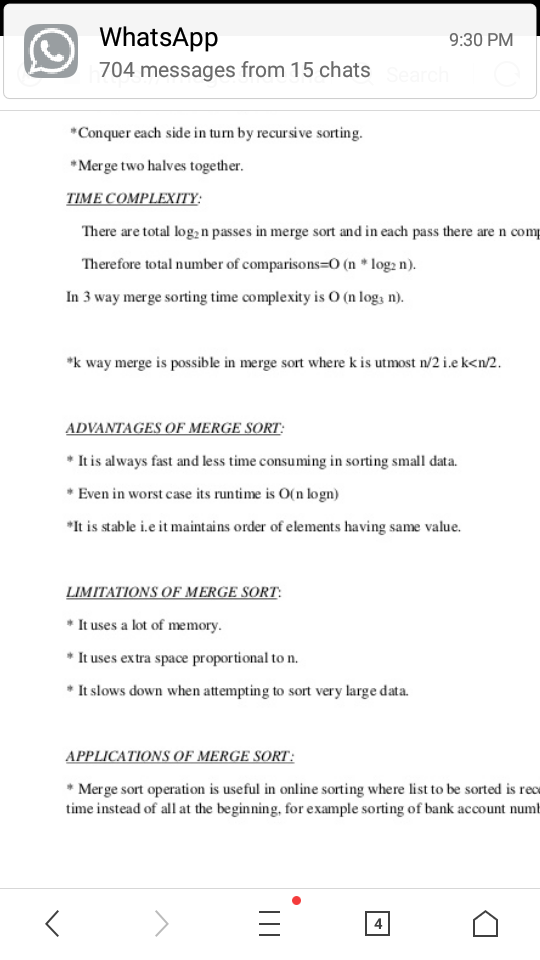 WhatsApp
9:30 PM
704 messages from 15 chats
Search
*Conquer each side in turn by recursive sorting.
*Merge two halves together.
TIME COMPLEXITY:
There are total log₂ n passes in merge sort and in each pass there are n comp
Therefore total number of comparisons=O (n * log₂ n).
In 3 way merge sorting time complexity is O (n log₃ n).
*k way merge is possible in merge sort where k is utmost n/2 i.e k<n/2.
ADVANTAGES OF MERGE SORT:
* It is always fast and less time consuming in sorting small data.
* Even in worst case its runtime is O(n logn)
*It is stable i.e it maintains order of elements having same value.
LIMITATIONS OF MERGE SORT:
* It uses a lot of memory.
* It uses extra space proportional to n.
* It slows down when attempting to sort very large data.
APPLICATIONS OF MERGE SORT:
* Merge sort operation is useful in online sorting where list to be sorted is rece
time instead of all at the beginning, for example sorting of bank account numb
4